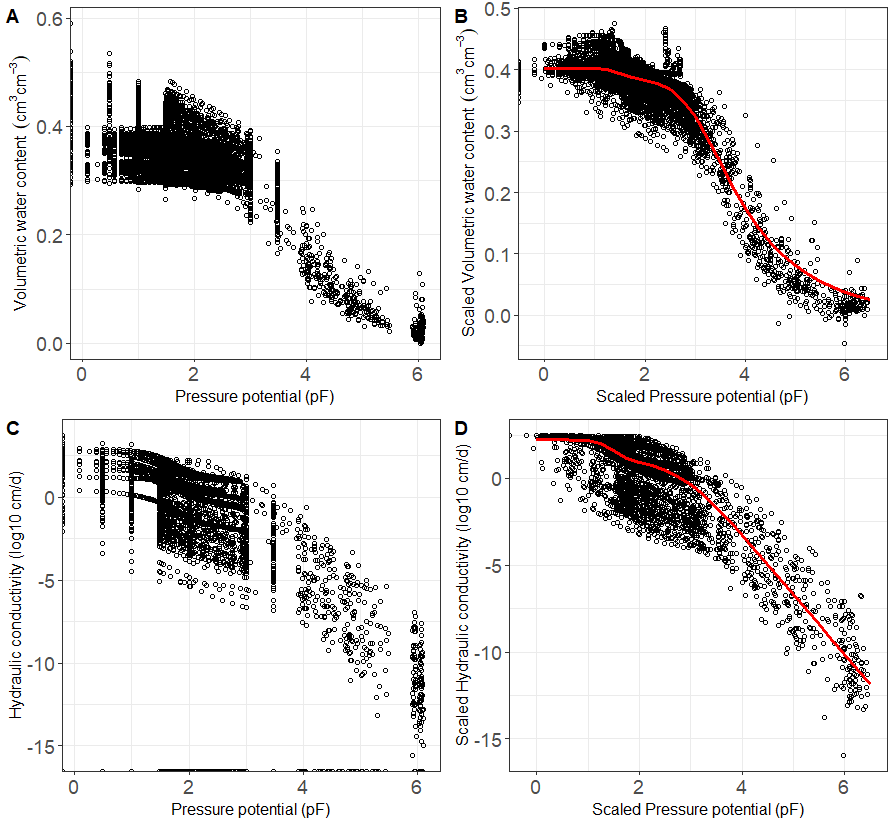 A
Volumetric water content (cm³cm⁻³)
0.6
0.4
0.2
0.0
0
2
4
6
Pressure potential (pF)
B
Scaled Volumetric water content (cm³cm⁻³)
0.5
0.4
0.3
0.2
0.1
0.0
0
2
4
6
Scaled Pressure potential (pF)
C
Hydraulic conductivity (log10 cm/d)
0
-5
-10
-15
0
2
4
6
Pressure potential (pF)
D
Scaled Hydraulic conductivity (log10 cm/d)
0
-5
-10
-15
0
2
4
6
Scaled Pressure potential (pF)